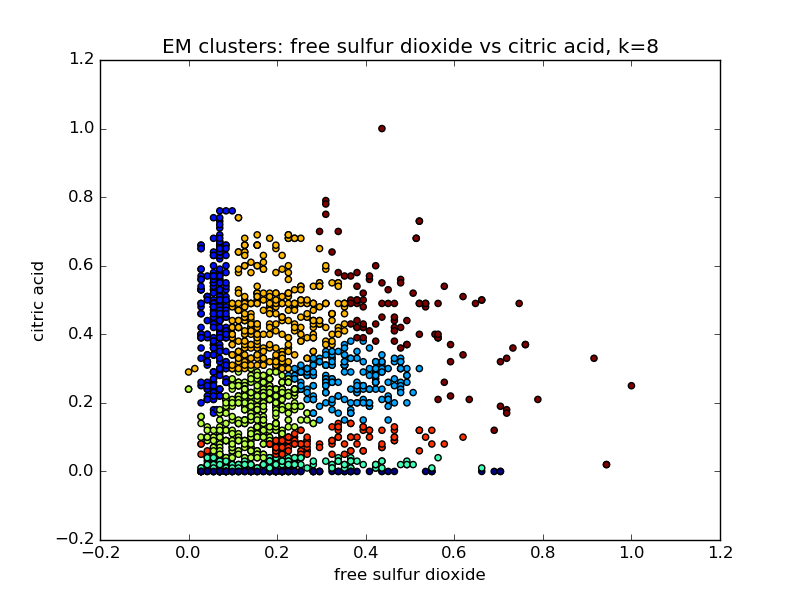 EM clusters: free sulfur dioxide vs citric acid, k=8
1.2
1.0
0.8
0.6
0.4
0.2
0.0
−0.2
citric acid
−0.2 0.0 0.2 0.4 0.6 0.8 1.0 1.2
free sulfur dioxide